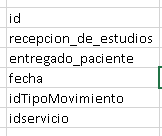 id
recepcion_de_estudios
entregado_paciente
fecha
idTipoMovimiento
idservicio